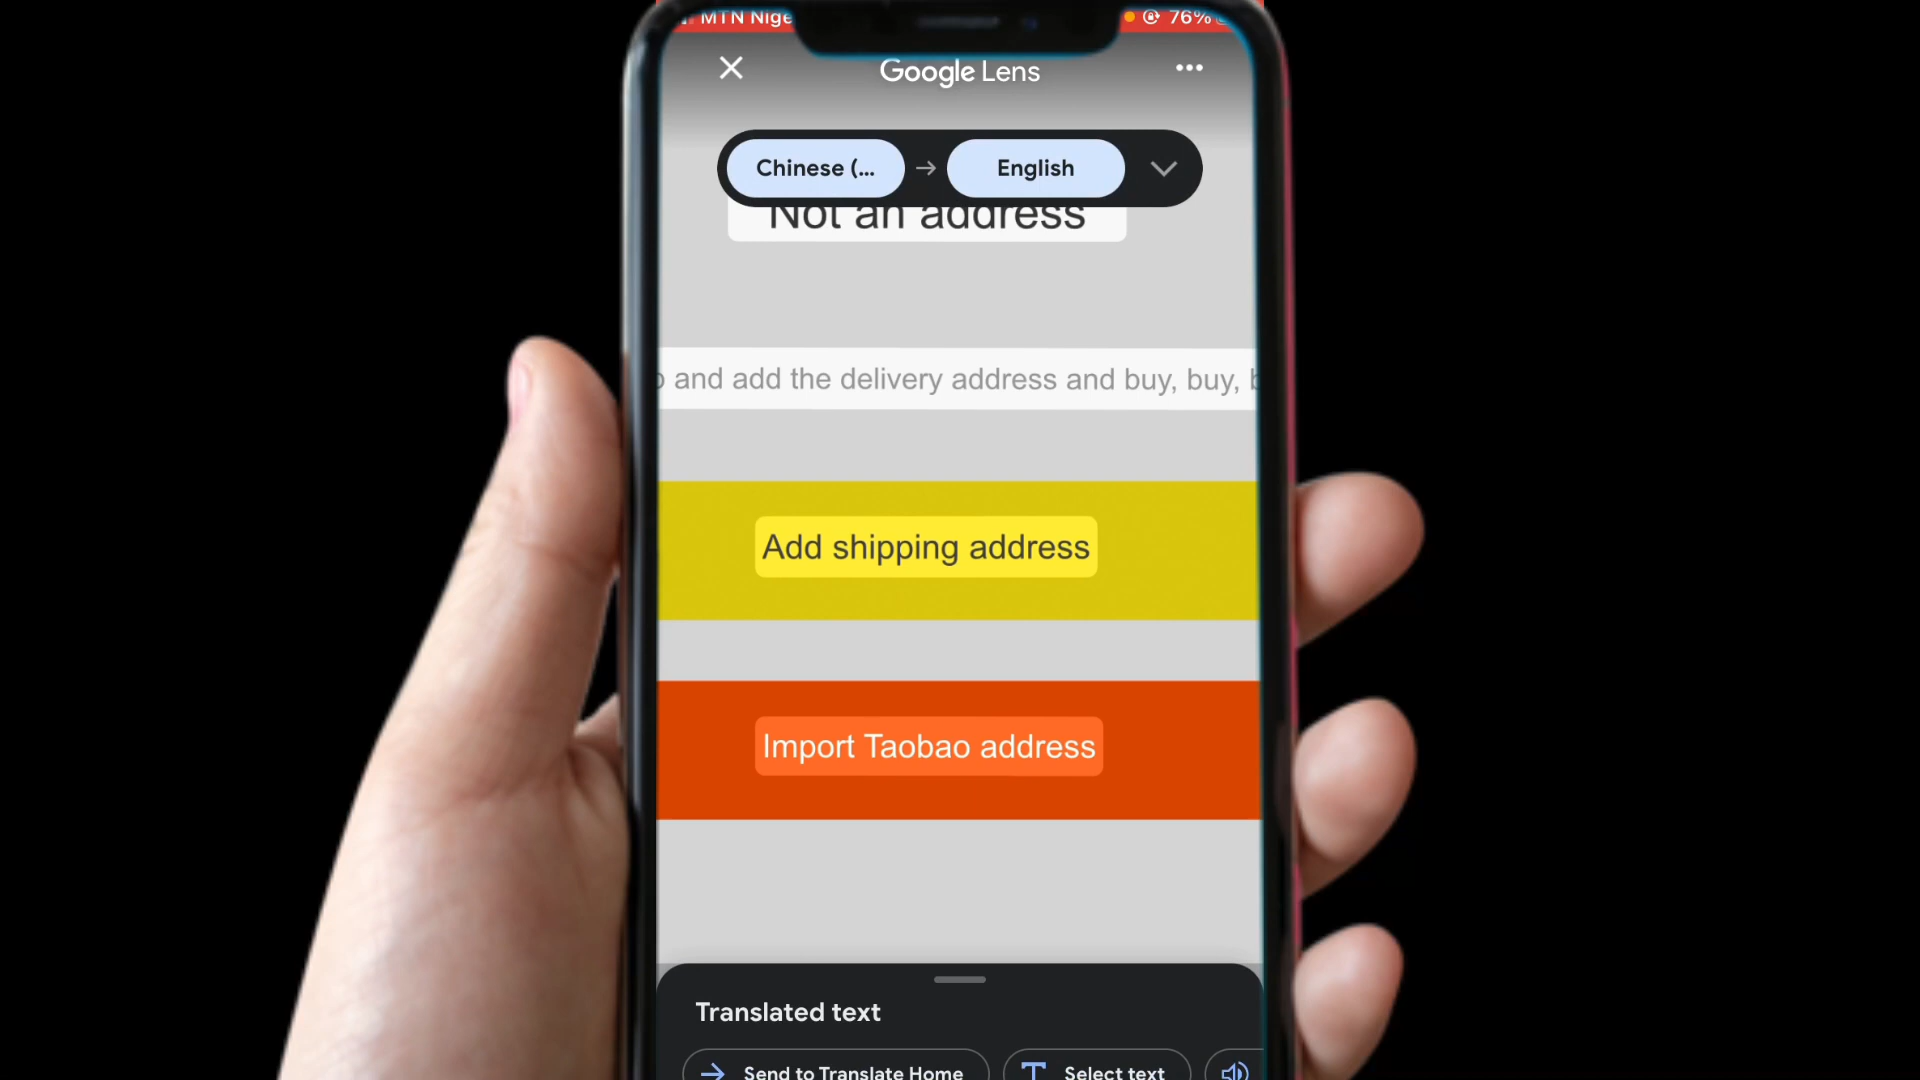 MTN Nige
76%
Google Lens
Chinese (...
English
Not an address
and add the delivery address and buy, buy,
Add shipping address
Import Taobao address
Translated text
Send to Translate Home
Select text